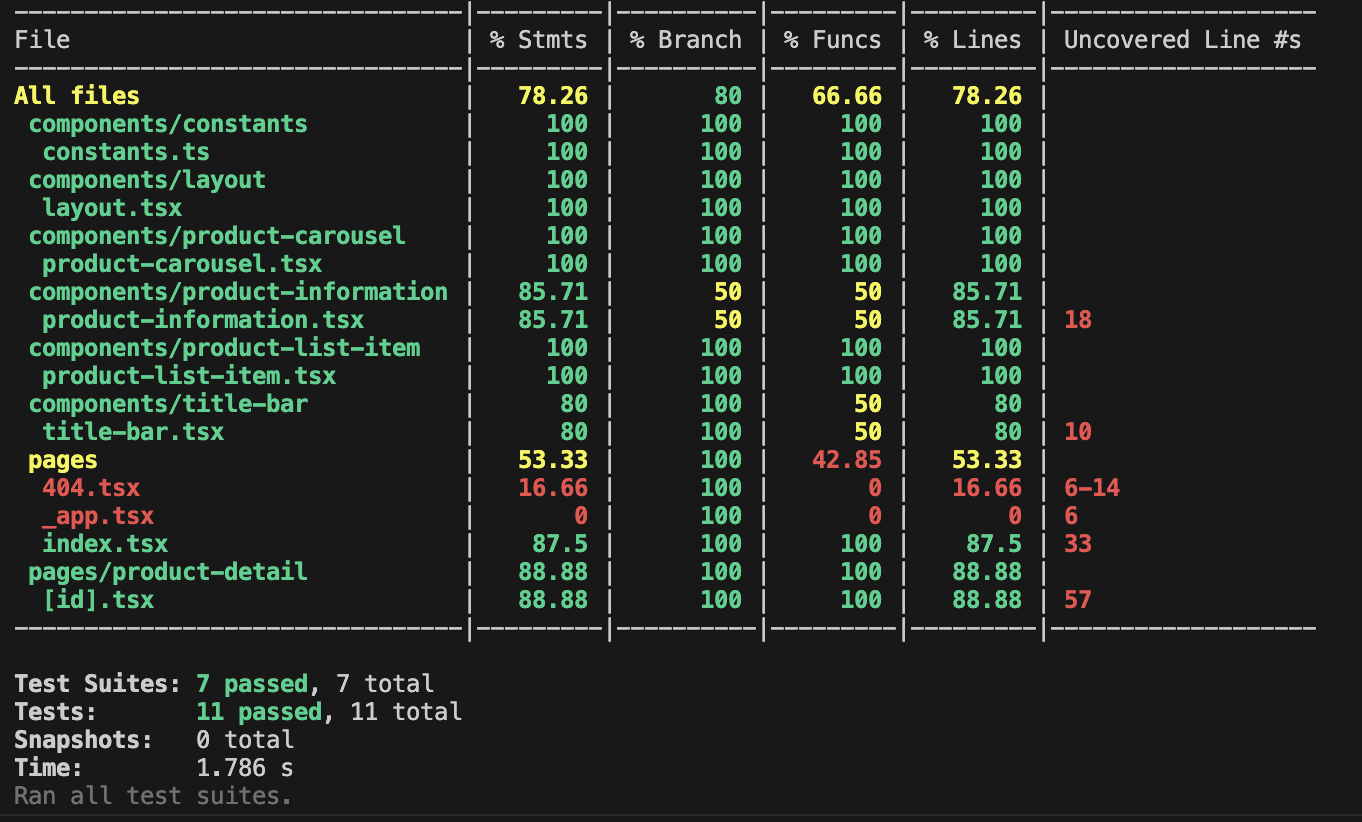 ---------------------------------|---------|----------|---------|---------|-------------------
File                             | % Stmts | % Branch | % Funcs | % Lines | Uncovered Line #s
---------------------------------|---------|----------|---------|---------|-------------------
All files                        |   78.26 |       80 |   66.66 |   78.26 |
 components/constants            |     100 |      100 |     100 |     100 |
  constants.ts                   |     100 |      100 |     100 |     100 |
 components/layout               |     100 |      100 |     100 |     100 |
  layout.tsx                     |     100 |      100 |     100 |     100 |
 components/product-carousel     |     100 |      100 |     100 |     100 |
  product-carousel.tsx           |     100 |      100 |     100 |     100 |
 components/product-information  |   85.71 |       50 |      50 |   85.71 |
  product-information.tsx        |   85.71 |       50 |      50 |   85.71 | 18
 components/product-list-item    |     100 |      100 |     100 |     100 |
  product-list-item.tsx          |     100 |      100 |     100 |     100 |
 components/title-bar            |      80 |      100 |      50 |      80 |
  title-bar.tsx                  |      80 |      100 |      50 |      80 | 10
 pages                           |   53.33 |      100 |   42.85 |   53.33 |
  404.tsx                        |   16.66 |      100 |       0 |   16.66 | 6-14
  _app.tsx                       |       0 |      100 |       0 |       0 | 6
  index.tsx                      |    87.5 |      100 |     100 |    87.5 | 33
 pages/product-detail            |   88.88 |      100 |     100 |   88.88 |
  [id].tsx                       |   88.88 |      100 |     100 |   88.88 | 57
---------------------------------|---------|----------|---------|---------|-------------------
Test Suites: 7 passed, 7 total
Tests:       11 passed, 11 total
Snapshots:   0 total
Time:        1.786 s
Ran all test suites.